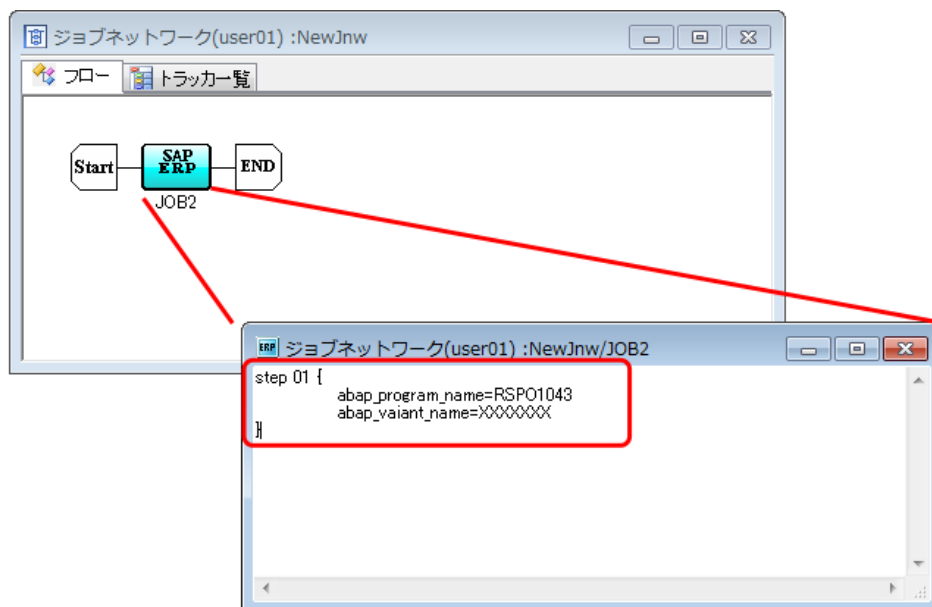 ジョブネットワーク(user01) :NewJnw
フロー
トラッカ一覧
Start
SAP
ERP
END
JOB2
ERP
ジョブネットワーク(user01) :NewJnw/JOB2
step 01 {
abap_program_name=RSPO1043
abap_vaiant_name=XXXXXXX
}